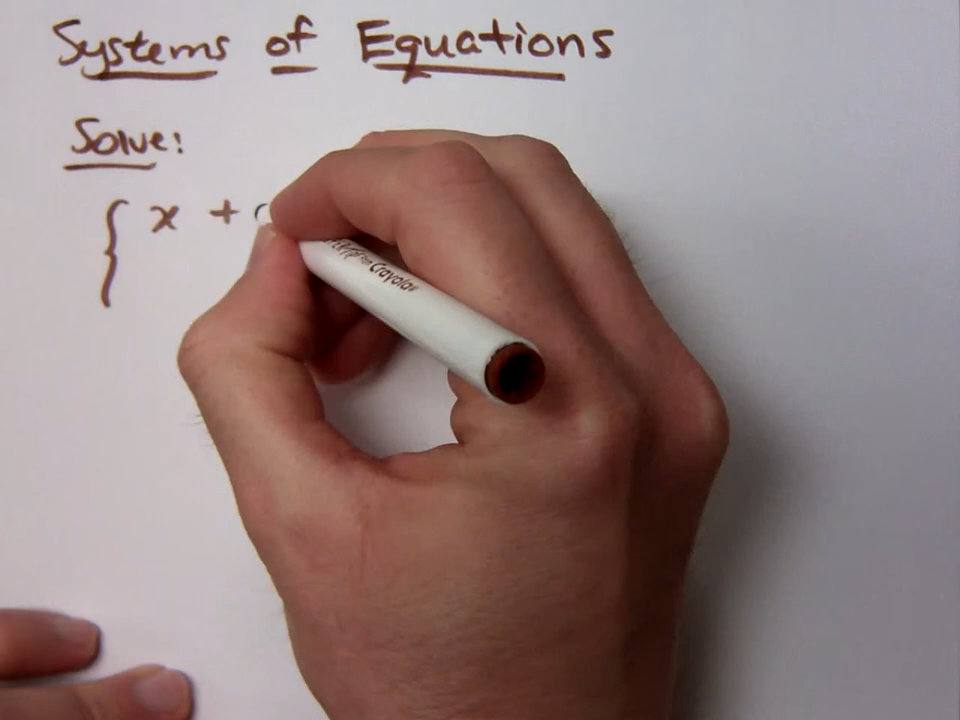 Systems of Equations
Solve:
{ x +
Crayola